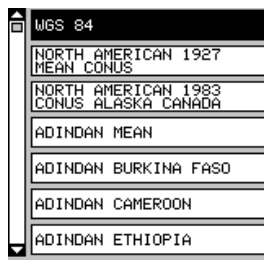 WGS 84
NORTH AMERICAN 1927
MEAN CONUS
NORTH AMERICAN 1983
CONUS ALASKA CANADA
ADINDAN MEAN
ADINDAN BURKINA FASO
ADINDAN CAMEROON
ADINDAN ETHIOPIA